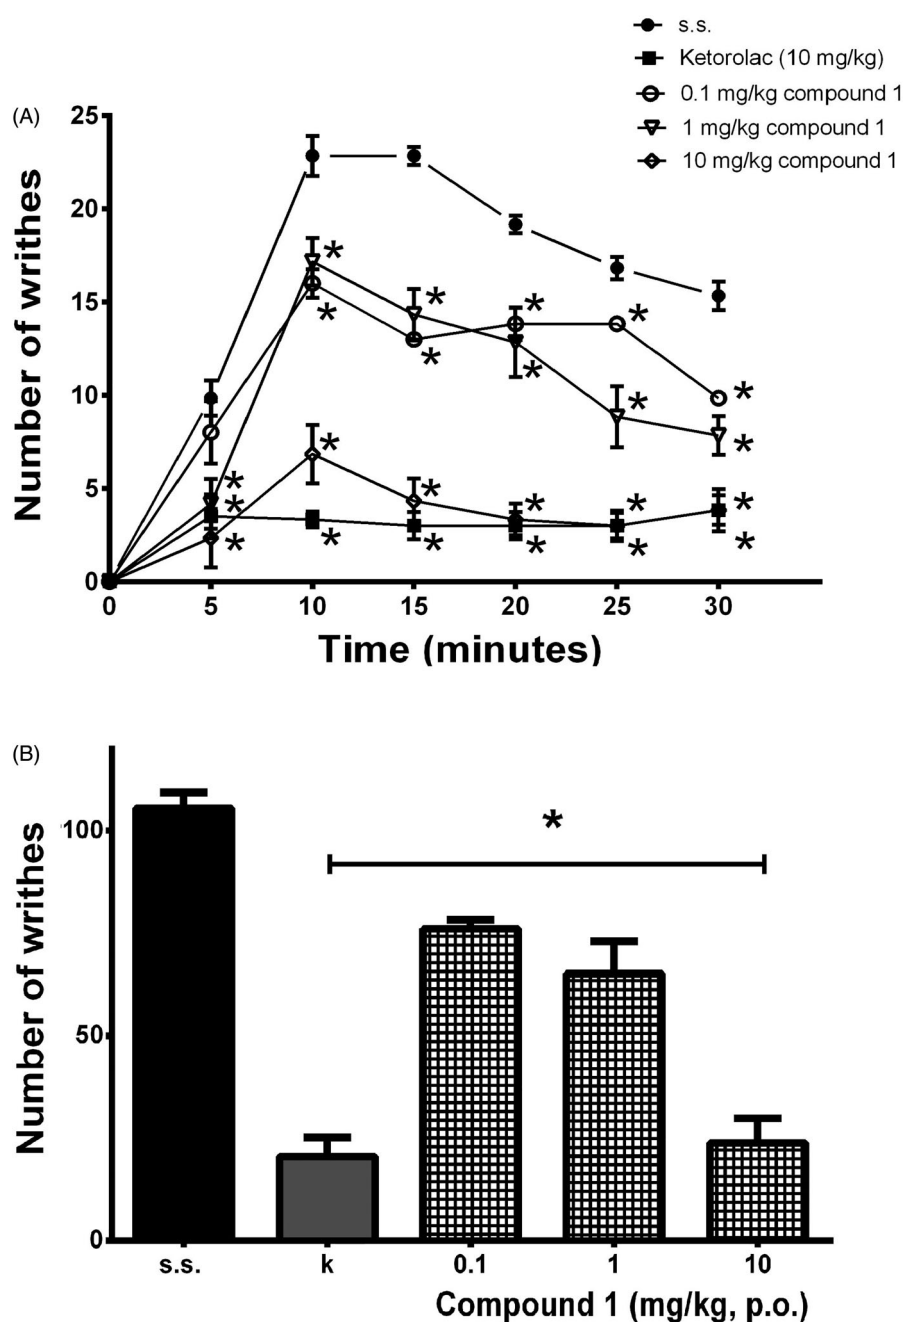 s.s.
Ketorolac (10 mg/kg)
0.1 mg/kg compound 1
1 mg/kg compound 1
10 mg/kg compound 1
(A)
Number of writhes
25
20
15
10
5
0
* * * * * * * * * * * * * * * * * * * * * * *
0 5 10 15 20 25 30
Time (minutes)
(B)
Number of writhes
100
50
0
*
s.s. k 0.1 1 10
Compound 1 (mg/kg, p.o.)